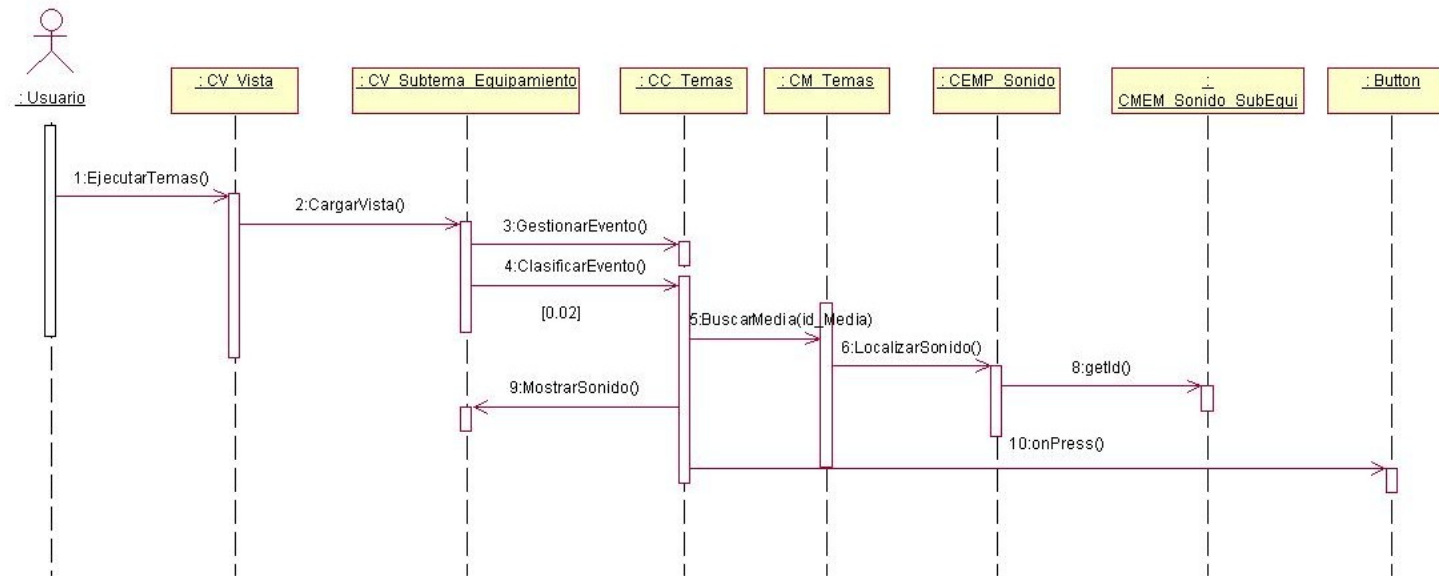 : Usuario
: CV_Vista
: CV_Subtema_Equipamiento
: CC_Temas
: CM_Temas
: CEMP_Sonido
:
CMEM_Sonido_SubEqui
: Button
1:EjecutarTemas()
2:CargarVista()
3:GestionarEvento()
4:ClasificarEvento()
[0.02]
5:BuscarMedia(id_Media)
6:LocalizarSonido()
8:getId()
9:MostrarSonido()
10:onPress()